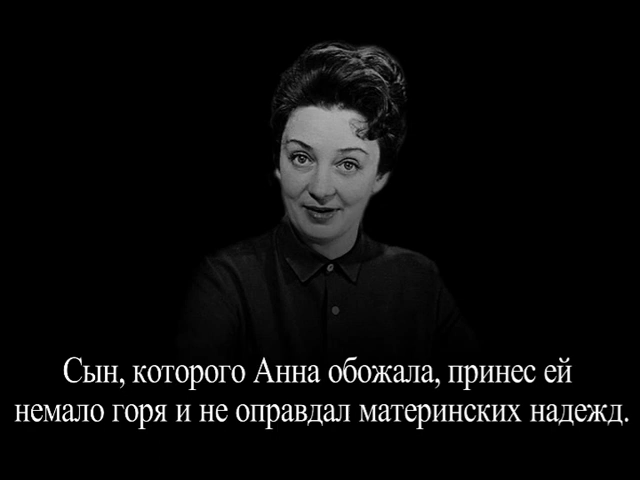 Сын, которого Анна обожала, принес ей
немало горя и не оправдал материнских надежд.